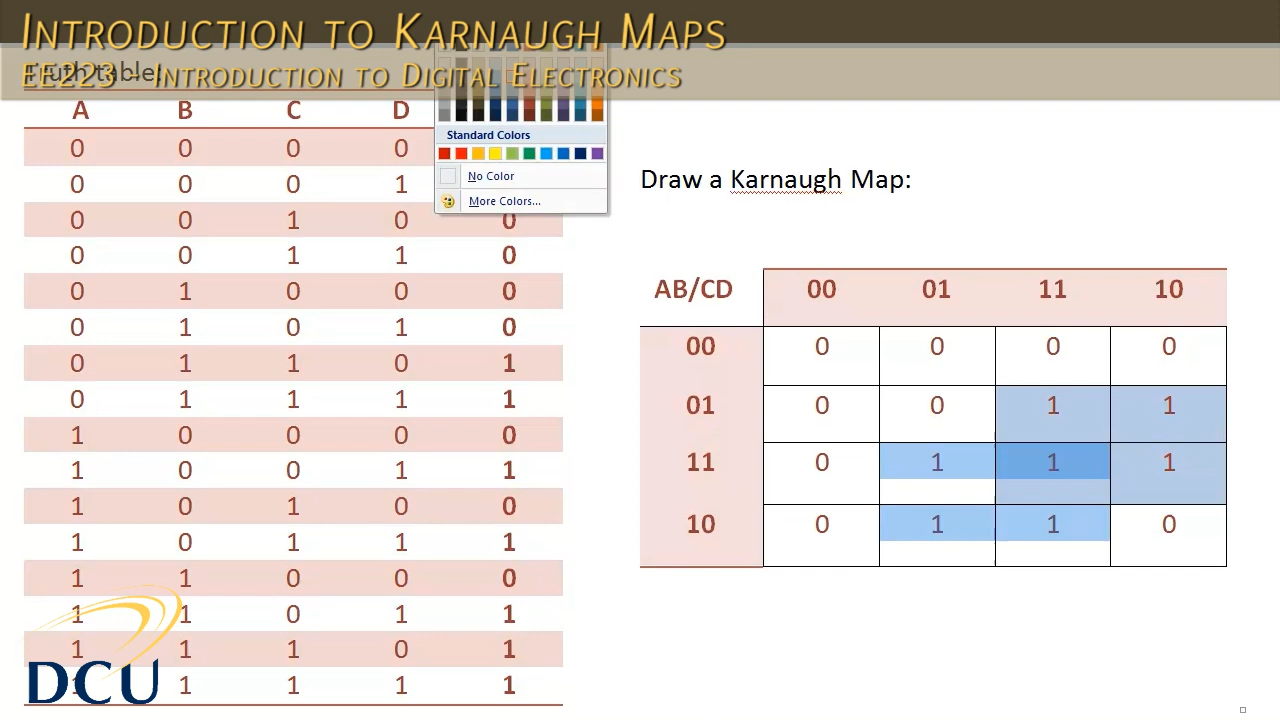 Introduction to Karnaugh Maps
EE223 - Introduction to Digital Electronics
Truth table:
A B C D
0 0 0 0
0 0 0 1
0 0 1 0 0
0 0 1 1 0
0 1 0 0 0
0 1 0 1 0
0 1 1 0 1
0 1 1 1 1
1 0 0 0 0
1 0 0 1 1
1 0 1 0 0
1 0 1 1 1
1 1 0 0 0
1 1 0 1 1
1 1 1 0 1
1 1 1 1
DCU
Standard Colors
No Color
More Colors...
Draw a Karnaugh Map:
AB/CD 00 01 11 10
00 0 0 0 0
01 0 0 1 1
11 0 1 1 1
10 0 1 1 0